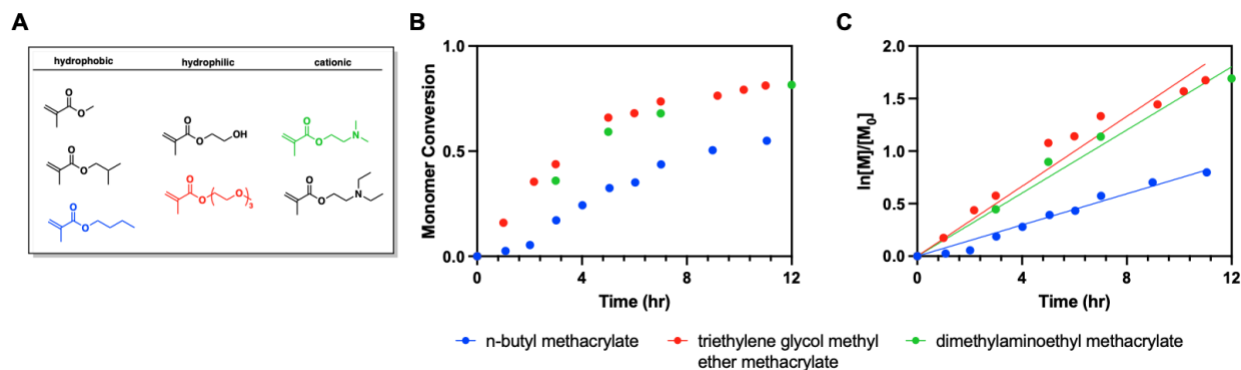 A
hydrophobic hydrophilic cationic
O
O
O
O
O
O
O
O
OH
O
O
O
3
O
O
N
O
O
N
B
Monomer Conversion
1.0
0.5
0.0
0 4 8 12
Time (hr)
C
ln[M]/[M0]
2.0
1.5
1.0
0.5
0.0
0 4 8 12
Time (hr)
n-butyl methacrylate
triethylene glycol methyl
ether methacrylate
dimethylaminoethyl methacrylate